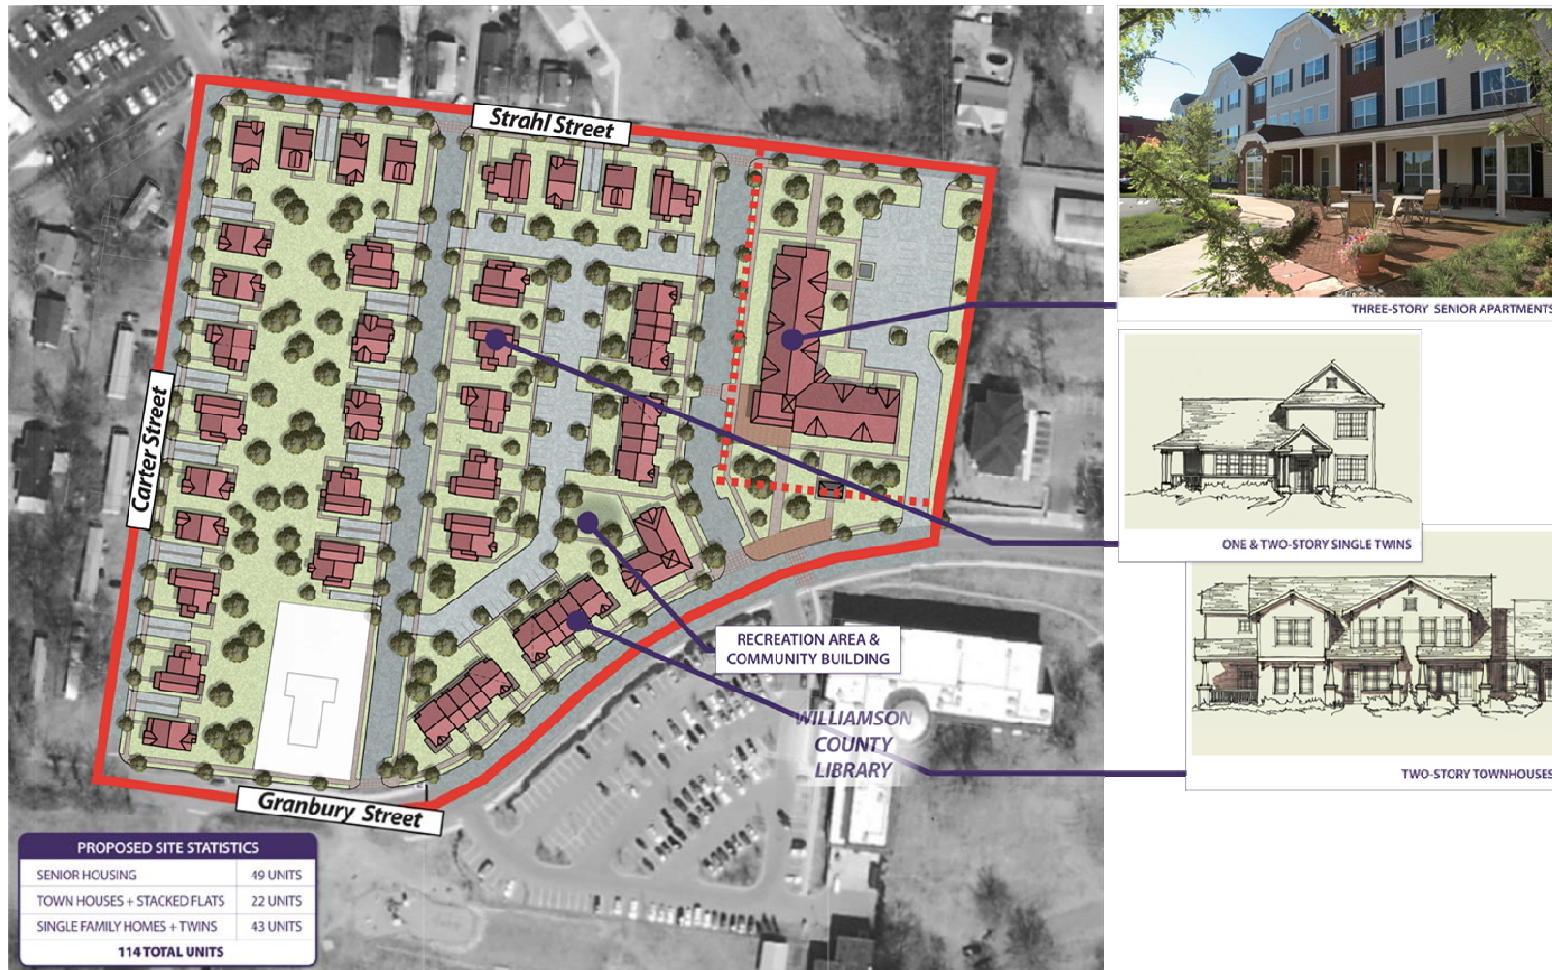 Strahl Street
Carter Street
Granbury Street
THREE-STORY SENIOR APARTMENTS
ONE & TWO-STORY SINGLE TWINS
RECREATION AREA &
COMMUNITY BUILDING
WILLIAMSON
COUNTY
LIBRARY
TWO-STORY TOWNHOUSES
PROPOSED SITE STATISTICS
SENIOR HOUSING 49 UNITS
TOWN HOUSES + STACKED FLATS 22 UNITS
SINGLE FAMILY HOMES + TWINS 43 UNITS
114 TOTAL UNITS